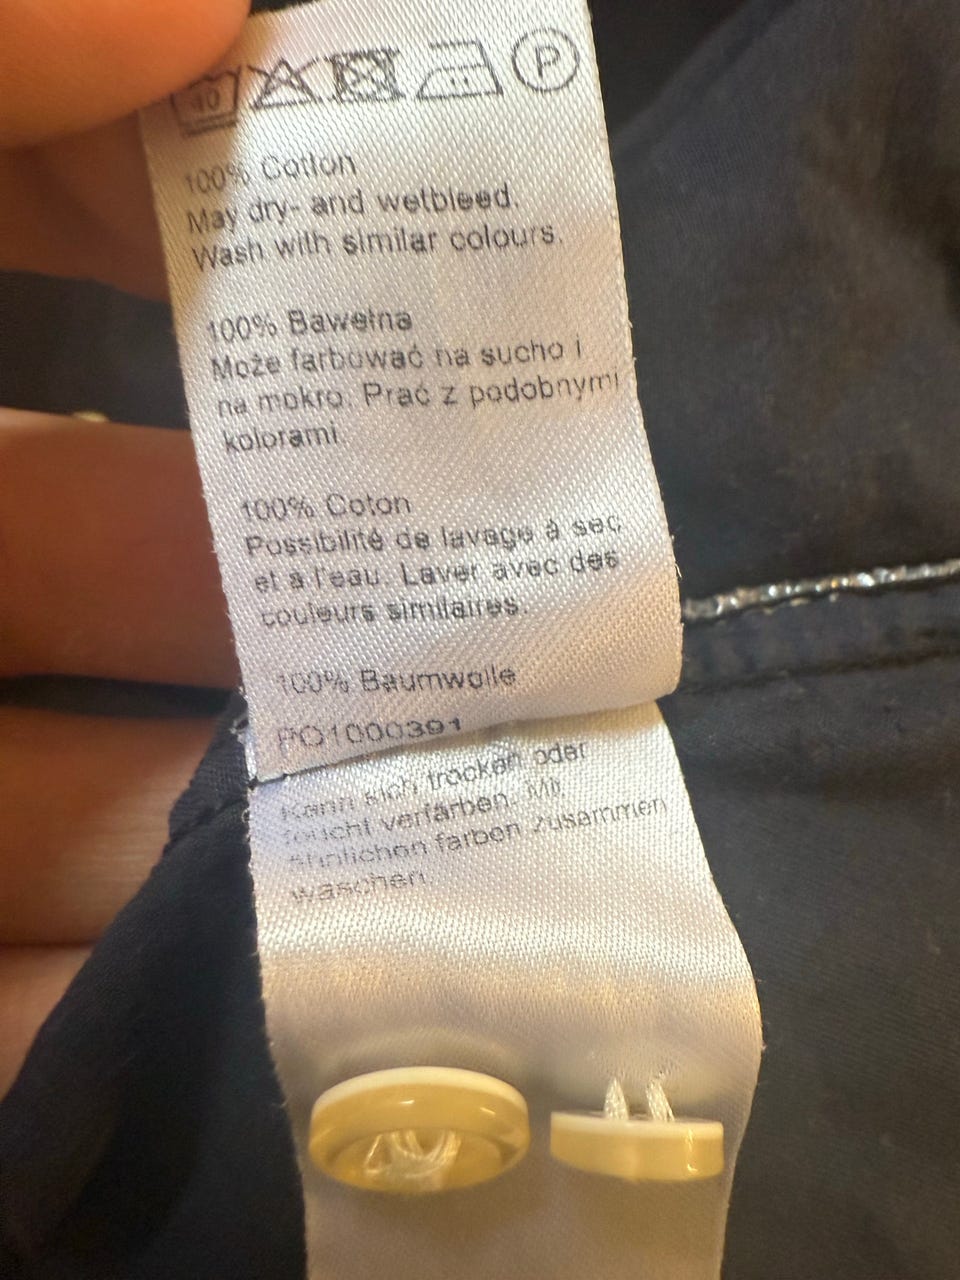 40 P
100% Cotton
May dry- and wetbleed.
Wash with similar colours.
100% Bawełna
Może farbować na sucho i
na mokro. Prać z podobnymi
kolorami
100% Coton
Possibilité de lavage à sec
et à l'eau. Laver avec des
couleurs similaires.
100% Baumwolle
PO1000391
Kann sich trocken oder
feucht verfärben. Mit
ähnlichen farben zusammen
waschen